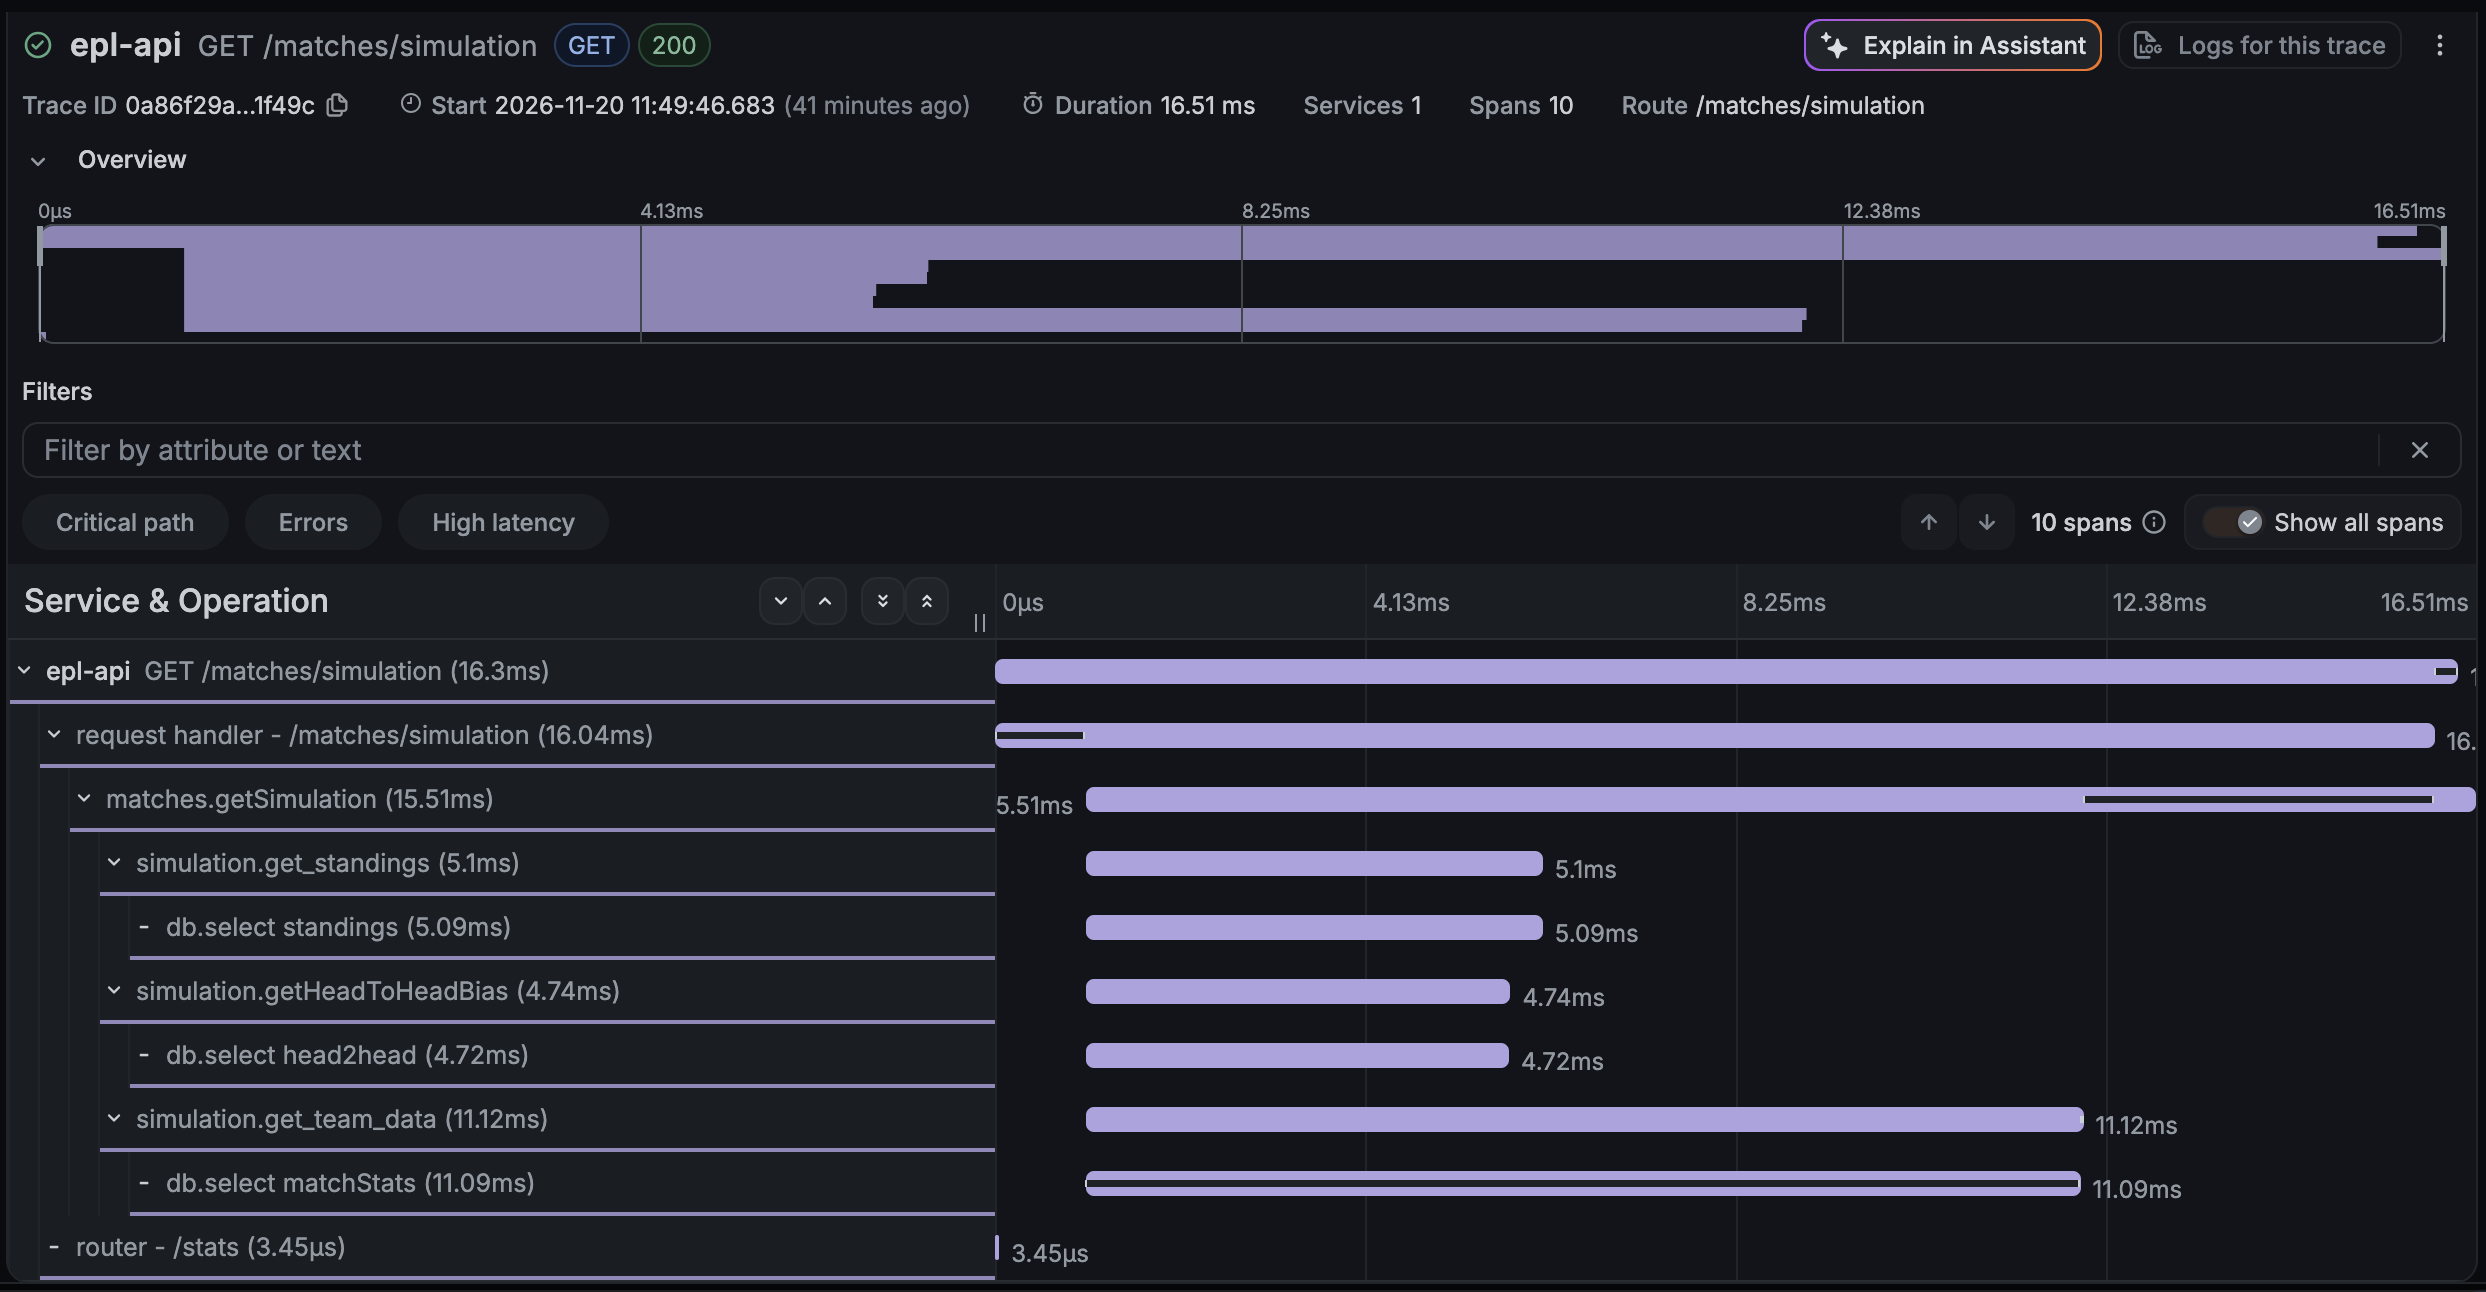 epl-api GET /matches/simulation GET 200 Explain in Assistant LOG Logs for this trace
Trace ID 0a86f29a...1f49c Start 2026-11-20 11:49:46.683 (41 minutes ago) Duration 16.51 ms Services 1 Spans 10 Route /matches/simulation
Overview
0µs 4.13ms 8.25ms 12.38ms 16.51ms
Filters
Filter by attribute or text
Critical path Errors High latency 10 spans Show all spans
Service & Operation 0µs 4.13ms 8.25ms 12.38ms 16.51ms
epl-api GET /matches/simulation (16.3ms)
request handler - /matches/simulation (16.04ms) 16.
matches.getSimulation (15.51ms) 5.51ms
simulation.get_standings (5.1ms) 5.1ms
- db.select standings (5.09ms) 5.09ms
simulation.getHeadToHeadBias (4.74ms) 4.74ms
- db.select head2head (4.72ms) 4.72ms
simulation.get_team_data (11.12ms) 11.12ms
- db.select matchStats (11.09ms) 11.09ms
- router - /stats (3.45µs) 3.45µs